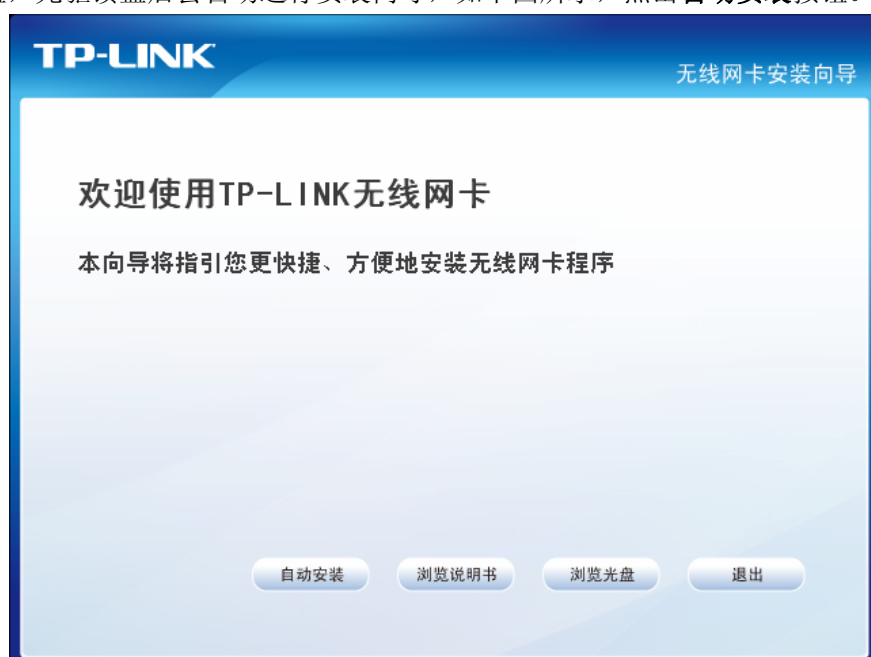 TP-LINK
无线网卡安装向导
欢迎使用TP-LINK无线网卡
本向导将指引您更快捷、方便地安装无线网卡程序
自动安装 浏览说明书 浏览光盘 退出